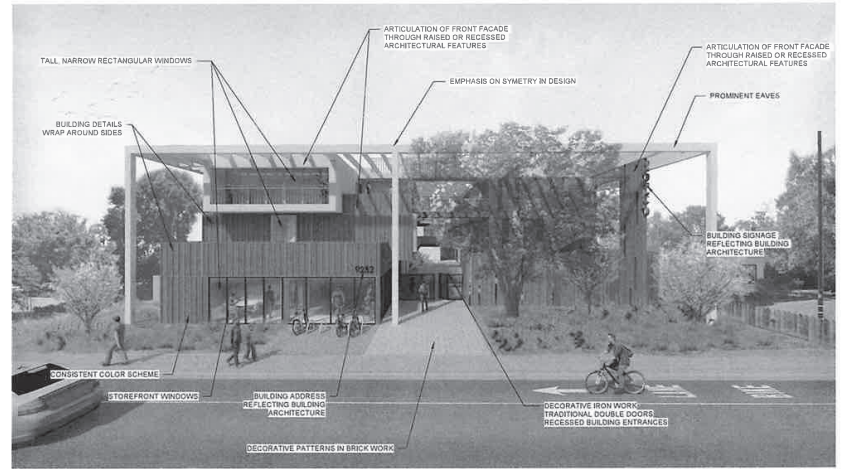 ARTICULATION OF FRONT FACADE
THROUGH RAISED OR RECESSED
ARCHITECTURAL FEATURES
TALL, NARROW RECTANGULAR WINDOWS
ARTICULATION OF FRONT FACADE
THROUGH RAISED OR RECESSED
ARCHITECTURAL FEATURES
EMPHASIS ON SYMETRY IN DESIGN
PROMINENT EAVES
BUILDING DETAILS
WRAP AROUND SIDES
BUILDING SIGNAGE
REFLECTING BUILDING
ARCHITECTURE
9252
CONSISTENT COLOR SCHEME
STOREFRONT WINDOWS
BUILDING ADDRESS
REFLECTING BUILDING
ARCHITECTURE
DECORATIVE IRON WORK,
TRADITIONAL DOUBLE DOORS,
RECESSED BUILDING ENTRANCES
DECORATIVE PATTERNS IN BRICK WORK